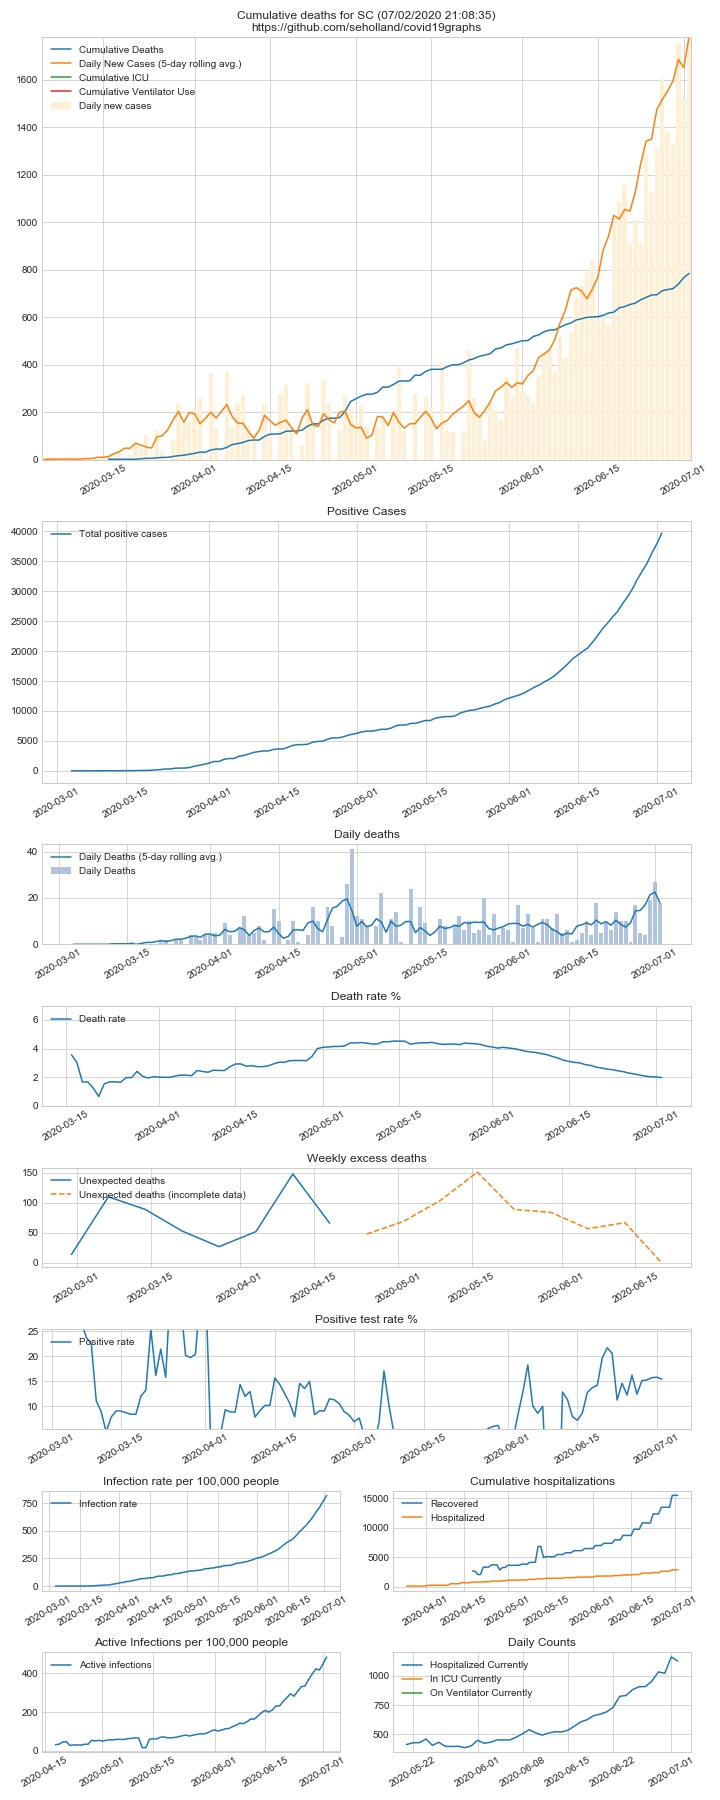 Cumulative deaths for SC (07/02/2020 21:08:35)
https://github.com/seholland/covid19graphs
Cumulative Deaths
Daily New Cases (5-day rolling avg.)
Cumulative ICU
Cumulative Ventilator Use
Daily new cases
1600
1400
1200
1000
800
600
400
200
0
2020-03-15 2020-04-01 2020-04-15 2020-05-01 2020-05-15 2020-06-01 2020-06-15 2020-07-01
Positive Cases
Total positive cases
40000
35000
30000
25000
20000
15000
10000
5000
0
2020-03-01 2020-03-15 2020-04-01 2020-04-15 2020-05-01 2020-05-15 2020-06-01 2020-06-15 2020-07-01
Daily deaths
Daily Deaths (5-day rolling avg.)
Daily Deaths
40
20
0
2020-03-01 2020-03-15 2020-04-01 2020-04-15 2020-05-01 2020-05-15 2020-06-01 2020-06-15 2020-07-01
Death rate %
Death rate
6
4
2
0
2020-03-15 2020-04-01 2020-04-15 2020-05-01 2020-05-15 2020-06-01 2020-06-15 2020-07-01
Weekly excess deaths
Unexpected deaths
Unexpected deaths (incomplete data)
150
100
50
0
2020-03-01 2020-03-15 2020-04-01 2020-04-15 2020-05-01 2020-05-15 2020-06-01 2020-06-15
Positive test rate %
Positive rate
25
20
15
10
2020-03-01 2020-03-15 2020-04-01 2020-04-15 2020-05-01 2020-05-15 2020-06-01 2020-06-15 2020-07-01
Infection rate per 100,000 people
Infection rate
750
500
250
0
2020-03-01 2020-03-15 2020-04-01 2020-04-15 2020-05-01 2020-05-15 2020-06-01 2020-06-15 2020-07-01
Cumulative hospitalizations
Recovered
Hospitalized
15000
10000
5000
0
2020-04-01 2020-04-15 2020-05-01 2020-05-15 2020-06-01 2020-06-15 2020-07-01
Active Infections per 100,000 people
Active infections
400
200
0
2020-04-15 2020-05-01 2020-05-15 2020-06-01 2020-06-15 2020-07-01
Daily Counts
Hospitalized Currently
In ICU Currently
On Ventilator Currently
1000
750
500
2020-05-22 2020-06-01 2020-06-08 2020-06-15 2020-06-22 2020-07-01